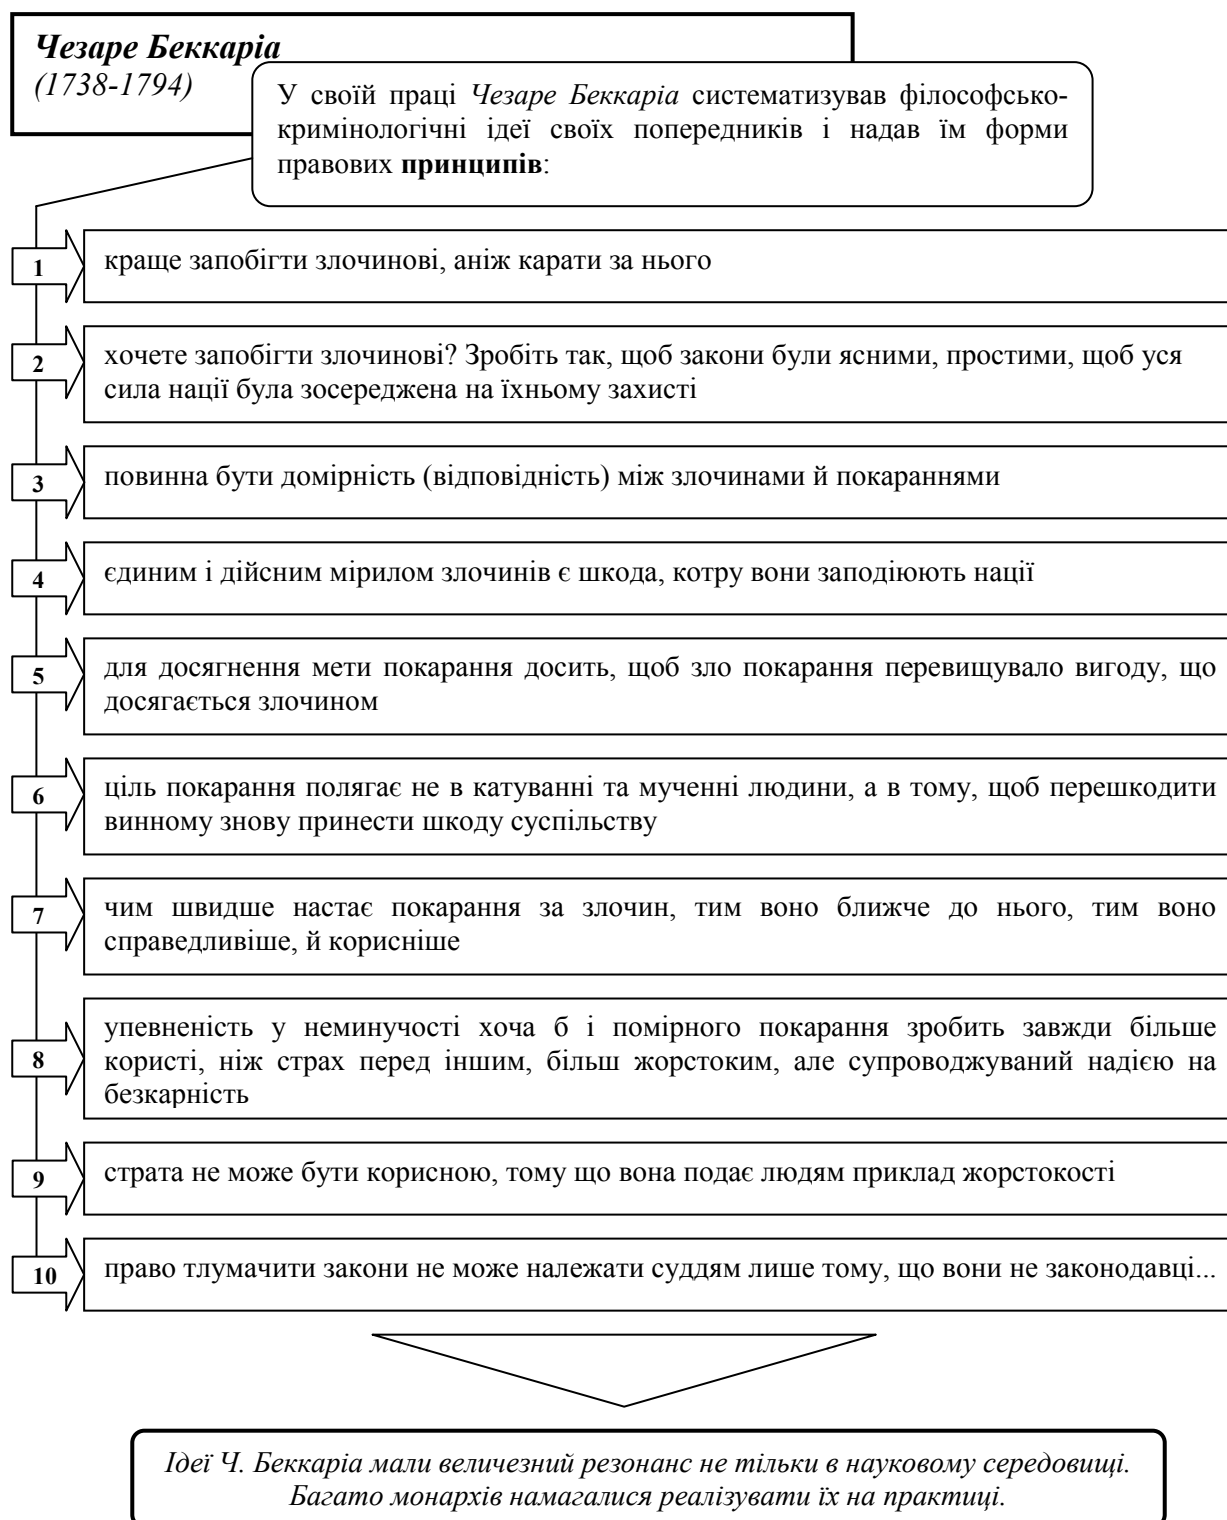 Чезаре Беккаріа
(1738-1794)
У своїй праці Чезаре Беккаріа систематизував філософсько-
кримінологічні ідеї своїх попередників і надав їм форми
правових принципів:
1
краще запобігти злочинові, аніж карати за нього
2
хочете запобігти злочинові? Зробіть так, щоб закони були ясними, простими, щоб уся
сила нації була зосереджена на їхньому захисті
3
повинна бути домірність (відповідність) між злочинами й покараннями
4
єдиним і дійсним мірилом злочинів є шкода, котру вони заподіюють нації
5
для досягнення мети покарання досить, щоб зло покарання перевищувало вигоду, що
досягається злочином
6
ціль покарання полягає не в катуванні та мученні людини, а в тому, щоб перешкодити
винному знову принести шкоду суспільству
7
чим швидше настає покарання за злочин, тим воно ближче до нього, тим воно
справедливіше, й корисніше
8
упевненість у неминучості хоча б і помірного покарання зробить завжди більше
користі, ніж страх перед іншим, більш жорстоким, але супроводжуваний надією на
безкарність
9
страта не може бути корисною, тому що вона подає людям приклад жорстокості
10
право тлумачити закони не може належати суддям лише тому, що вони не законодавці...
Ідеї Ч. Беккаріа мали величезний резонанс не тільки в науковому середовищі.
Багато монархів намагалися реалізувати їх на практиці.